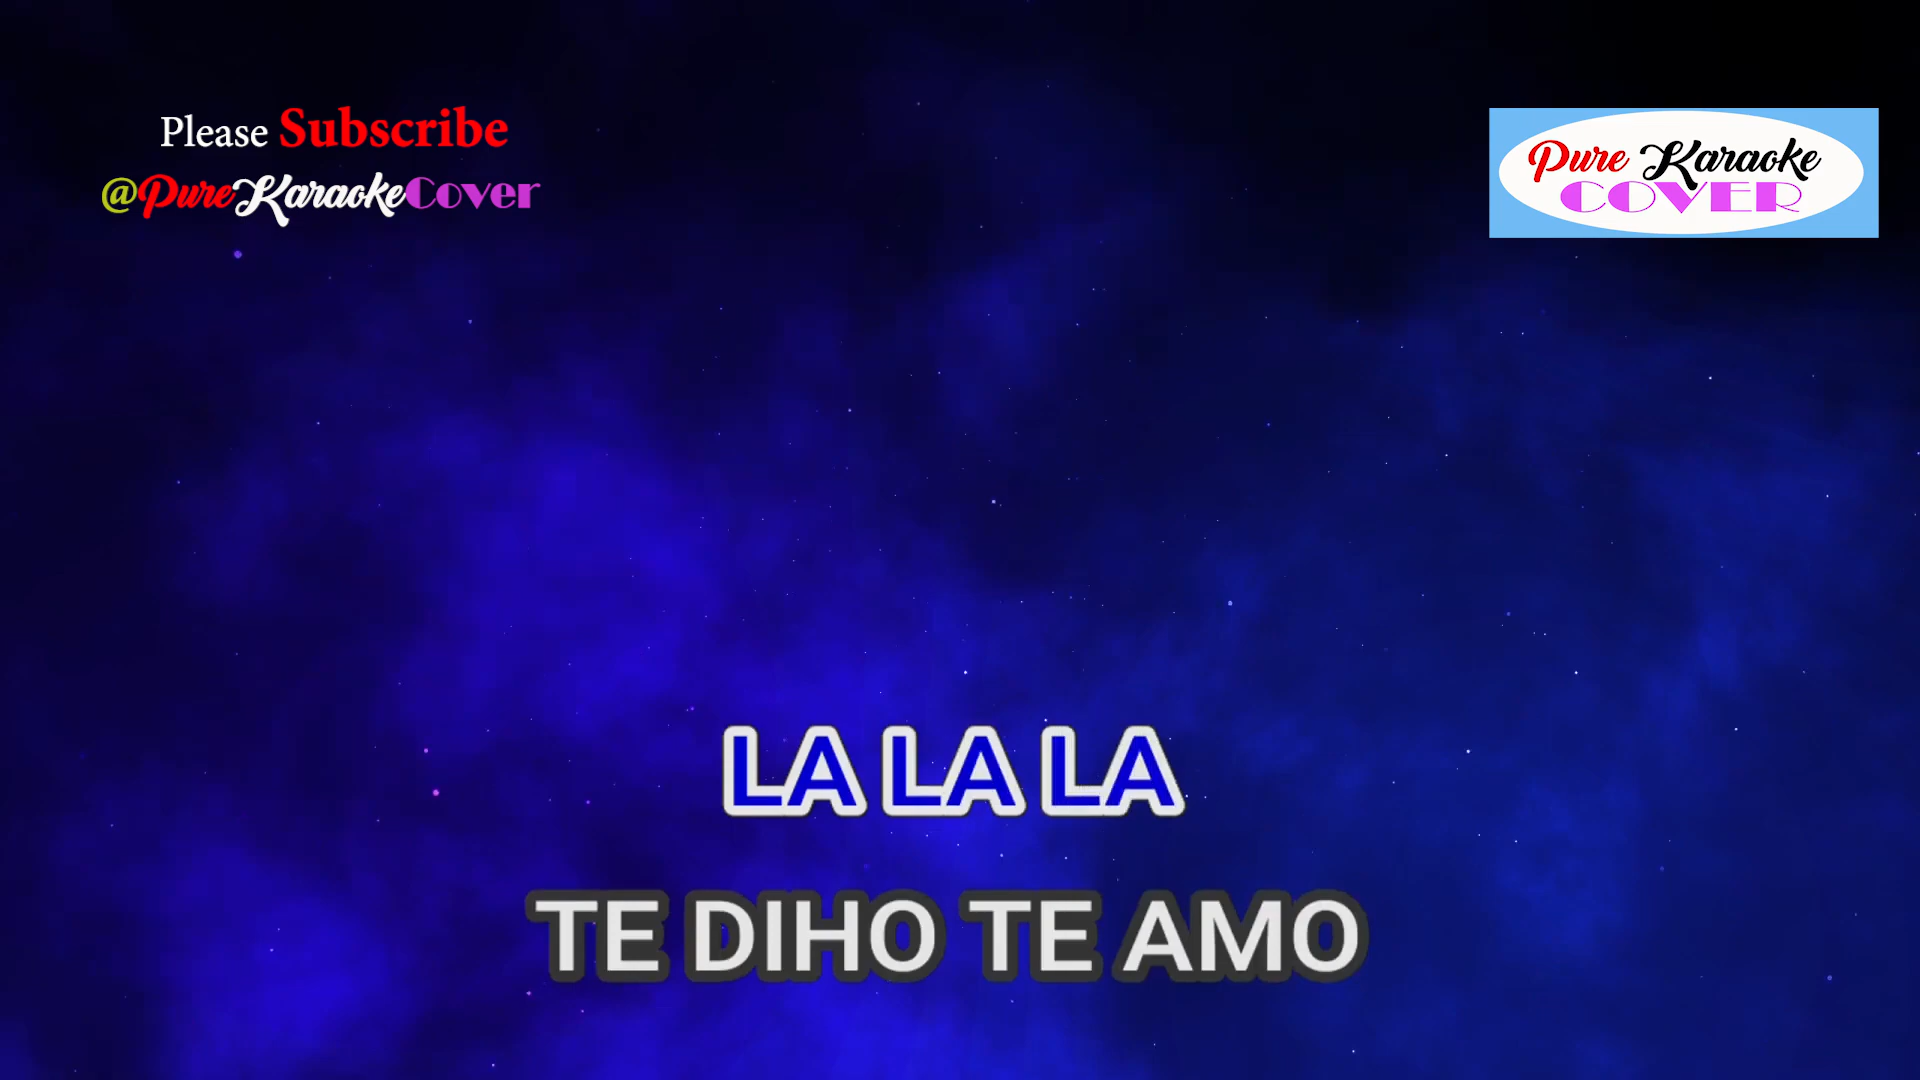 Please Subscribe
@PureKaraokeCover
Pure Karaoke
COVER
LA LA LA
TE DIHO TE AMO